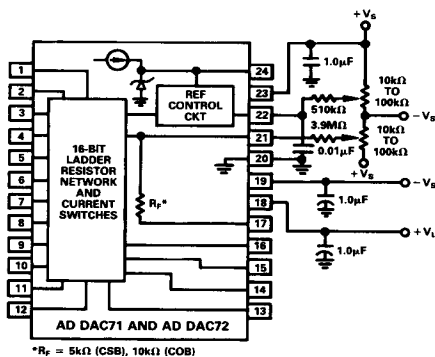 +VS
1.0μF
10kΩ
TO
100kΩ
510kΩ
−VS
3.9MΩ
10kΩ
TO
100kΩ
0.01μF
+VS
−VS
1.0μF
+VL
1.0μF
1
2
3
4
5
6
7
8
9
10
11
12
24
23
22
21
20
19
18
17
16
15
14
13
REF
CONTROL
CKT
16-BIT
LADDER
RESISTOR
NETWORK
AND
CURRENT
SWITCHES
RF*
AD DAC71 AND AD DAC72
*RF = 5kΩ (CSB), 10kΩ (COB)